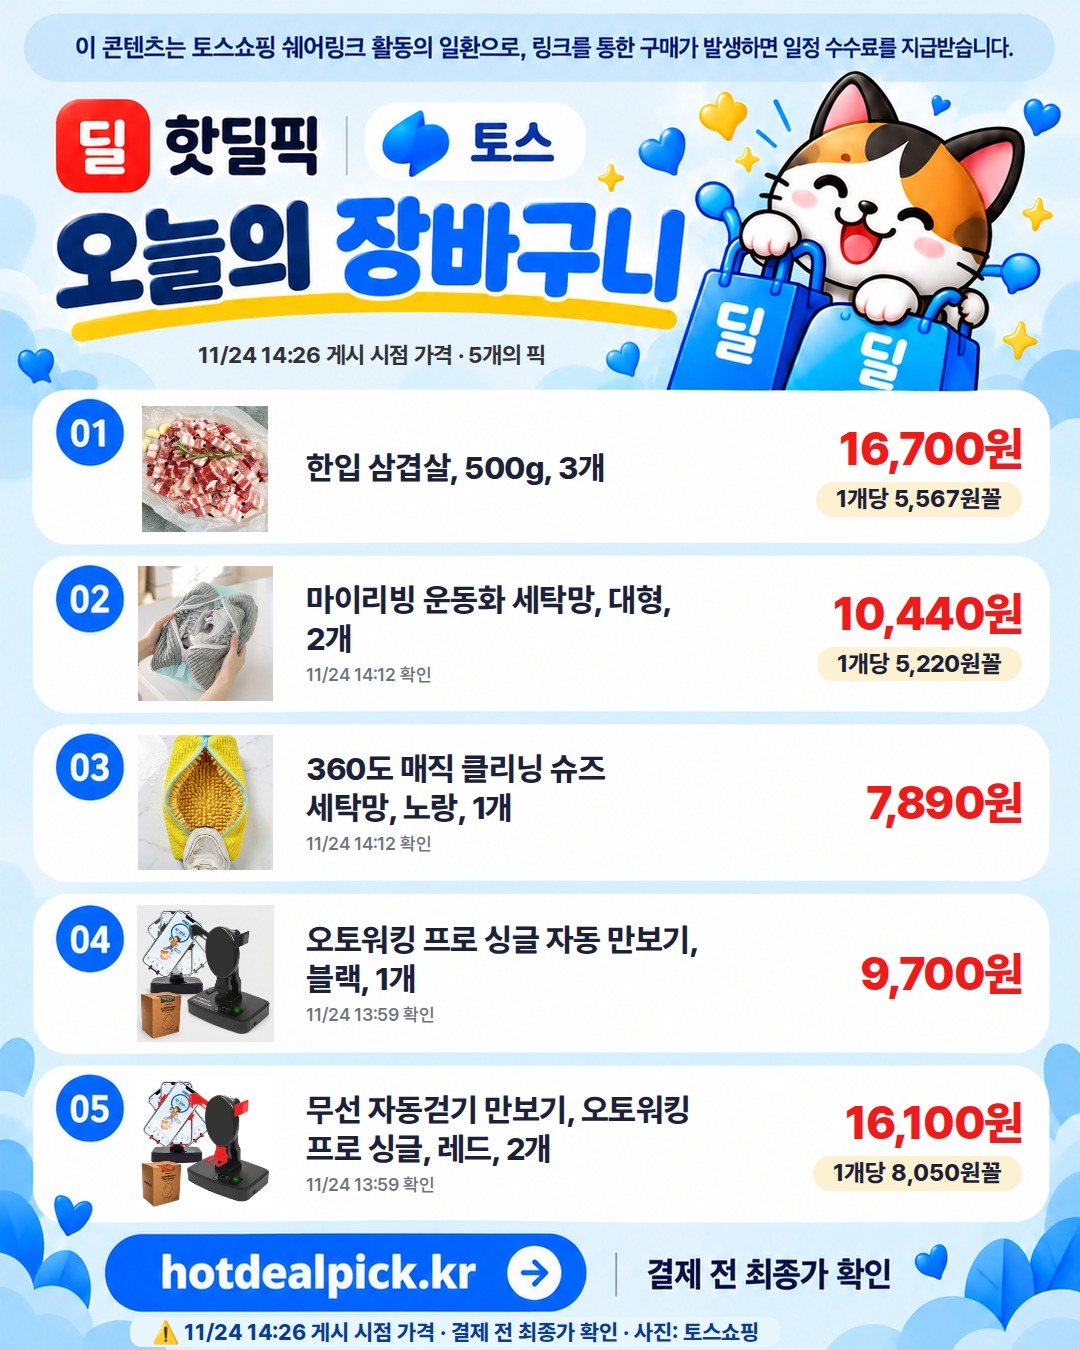 이 콘텐츠는 토스쇼핑 쉐어링크 활동의 일환으로, 링크를 통한 구매가 발생하면 일정 수수료를 지급받습니다.
딜 핫딜픽 토스
오늘의 장바구니
딜
딜
11/24 14:26 게시 시점 가격 · 5개의 픽
01
한입 삼겹살, 500g, 3개
16,700원
1개당 5,567원꼴
02
마이리빙 운동화 세탁망, 대형,
2개
11/24 14:12 확인
10,440원
1개당 5,220원꼴
03
360도 매직 클리닝 슈즈
세탁망, 노랑, 1개
11/24 14:12 확인
7,890원
04
오토워킹 프로 싱글 자동 만보기,
블랙, 1개
11/24 13:59 확인
9,700원
05
무선 자동걷기 만보기, 오토워킹
프로 싱글, 레드, 2개
11/24 13:59 확인
16,100원
1개당 8,050원꼴
hotdealpick.kr
결제 전 최종가 확인
⚠️ 11/24 14:26 게시 시점 가격 · 결제 전 최종가 확인 · 사진: 토스쇼핑